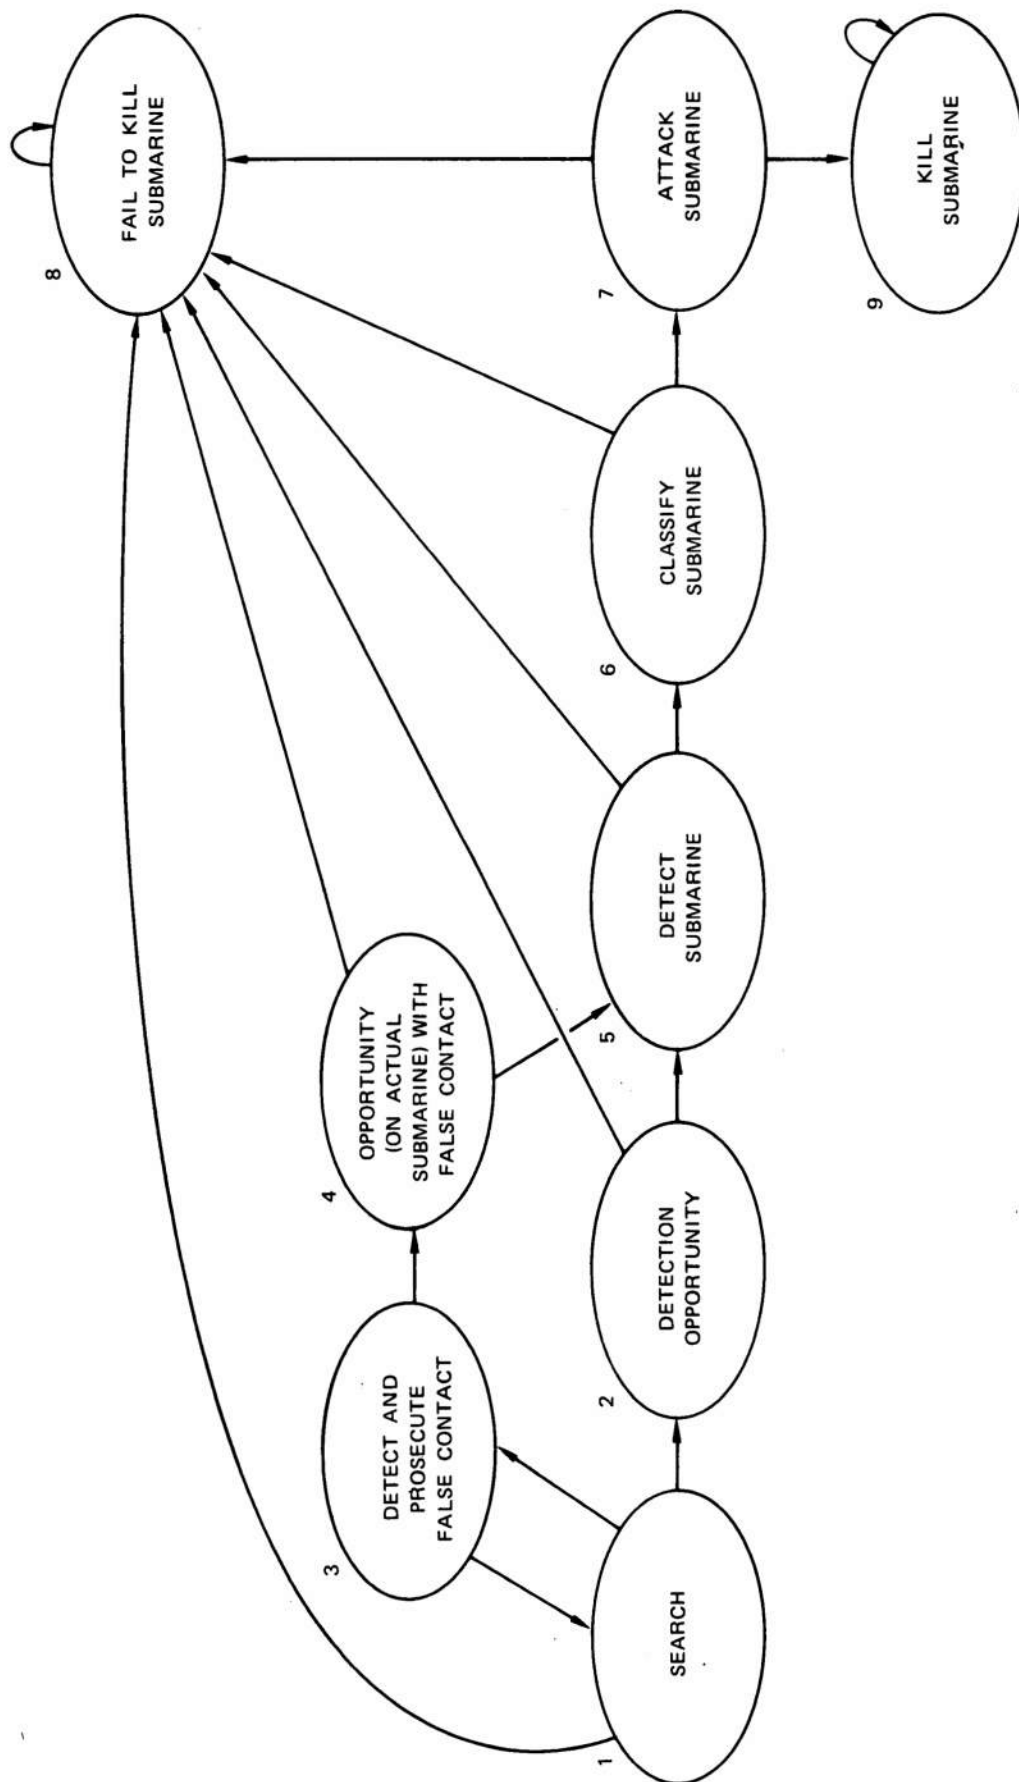 8
FAIL TO KILL
SUBMARINE
3
DETECT AND
PROSECUTE
FALSE CONTACT
4
OPPORTUNITY
(ON ACTUAL
SUBMARINE) WITH
FALSE CONTACT
1
SEARCH
2
DETECTION
OPPORTUNITY
5
DETECT
SUBMARINE
6
CLASSIFY
SUBMARINE
7
ATTACK
SUBMARINE
9
KILL
SUBMARINE